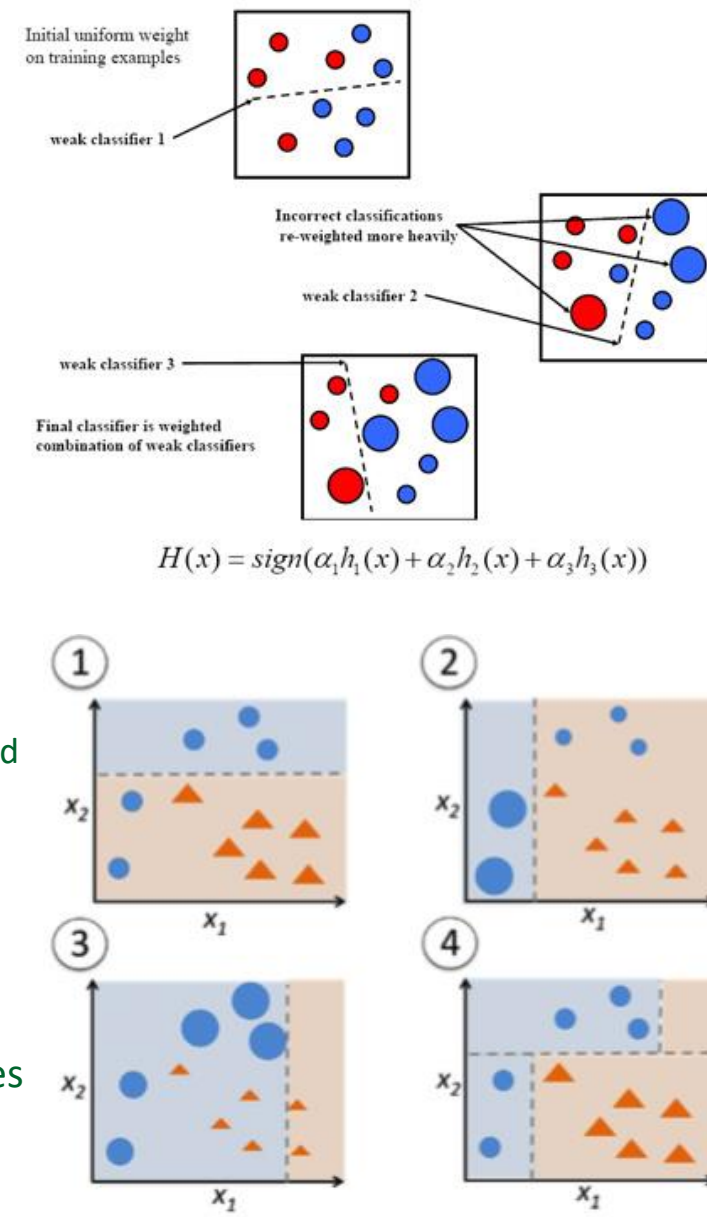 Initial uniform weight
on training examples
weak classifier 1
Incorrect classifications
re-weighted more heavily
weak classifier 2
weak classifier 3
Final classifier is weighted
combination of weak classifiers
H(x) = sign(α₁h₁(x) + α₂h₂(x) + α₃h₃(x))
1
2
d
x₂
x₂
x₁
x₁
3
4
es
x₂
x₂
x₁
x₁